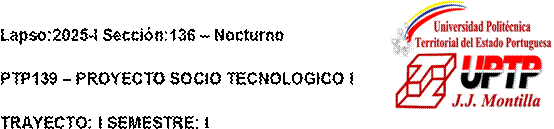 Lapso:2025-I Sección:136 – Nocturno
PTP139 – PROYECTO SOCIO TECNOLOGICO I
TRAYECTO: I SEMESTRE: I
Universidad Politécnica
Territorial del Estado Portuguesa
UPTP
J.J. Montilla